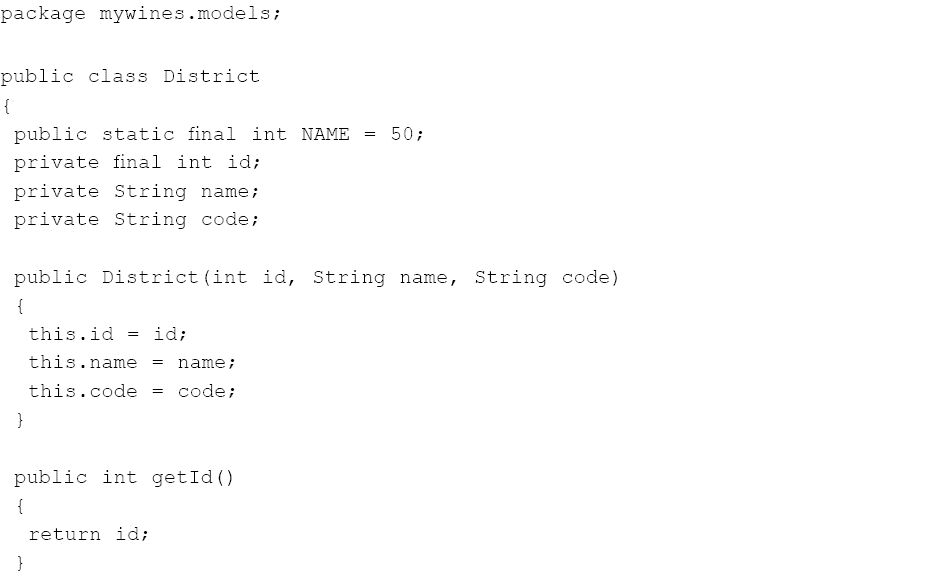 package mywines.models;
public class District
{
public static final int NAME = 50;
private final int id;
private String name;
private String code;
public District(int id, String name, String code)
{
this.id = id;
this.name = name;
this.code = code;
}
public int getId()
{
return id;
}